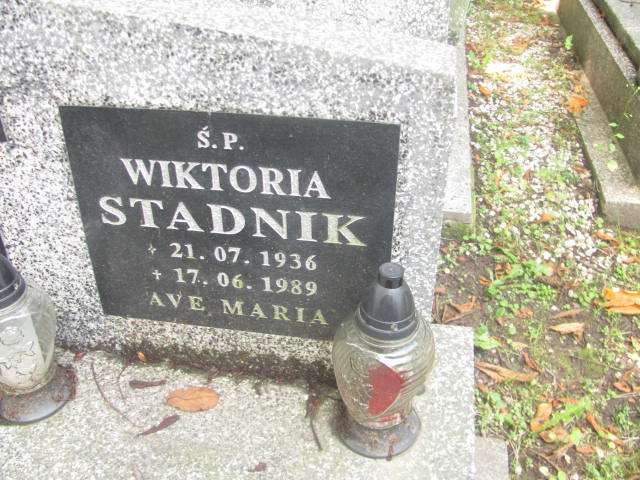 Ś. P.
WIKTORIA
STADNIK
* 21. 07. 1936
+ 17. 06. 1989
AVE MARIA